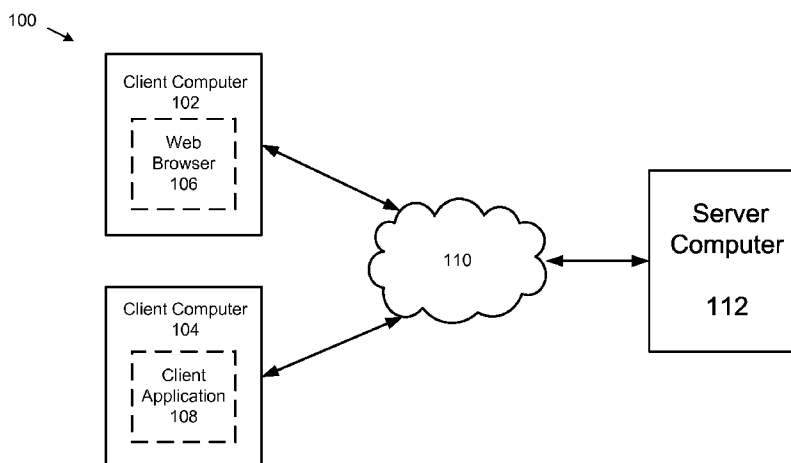 100
Client Computer
102
Web
Browser
106
Client Computer
104
Client
Application
108
110
Server
Computer
112